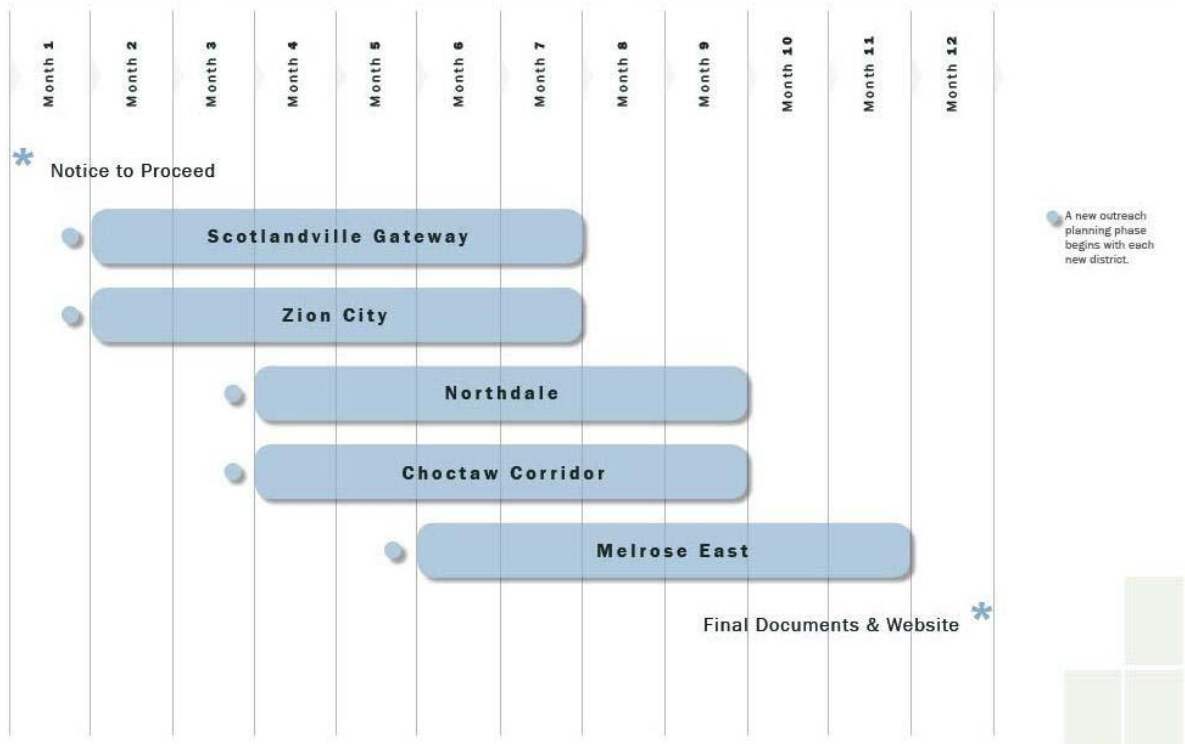 Month 1
Month 2
Month 3
Month 4
Month 5
Month 6
Month 7
Month 8
Month 9
Month 10
Month 11
Month 12
* Notice to Proceed
Scotlandville Gateway
A new outreach
planning phase
begins with each
new district.
Zion City
Northdale
Choctaw Corridor
Melrose East
Final Documents & Website *